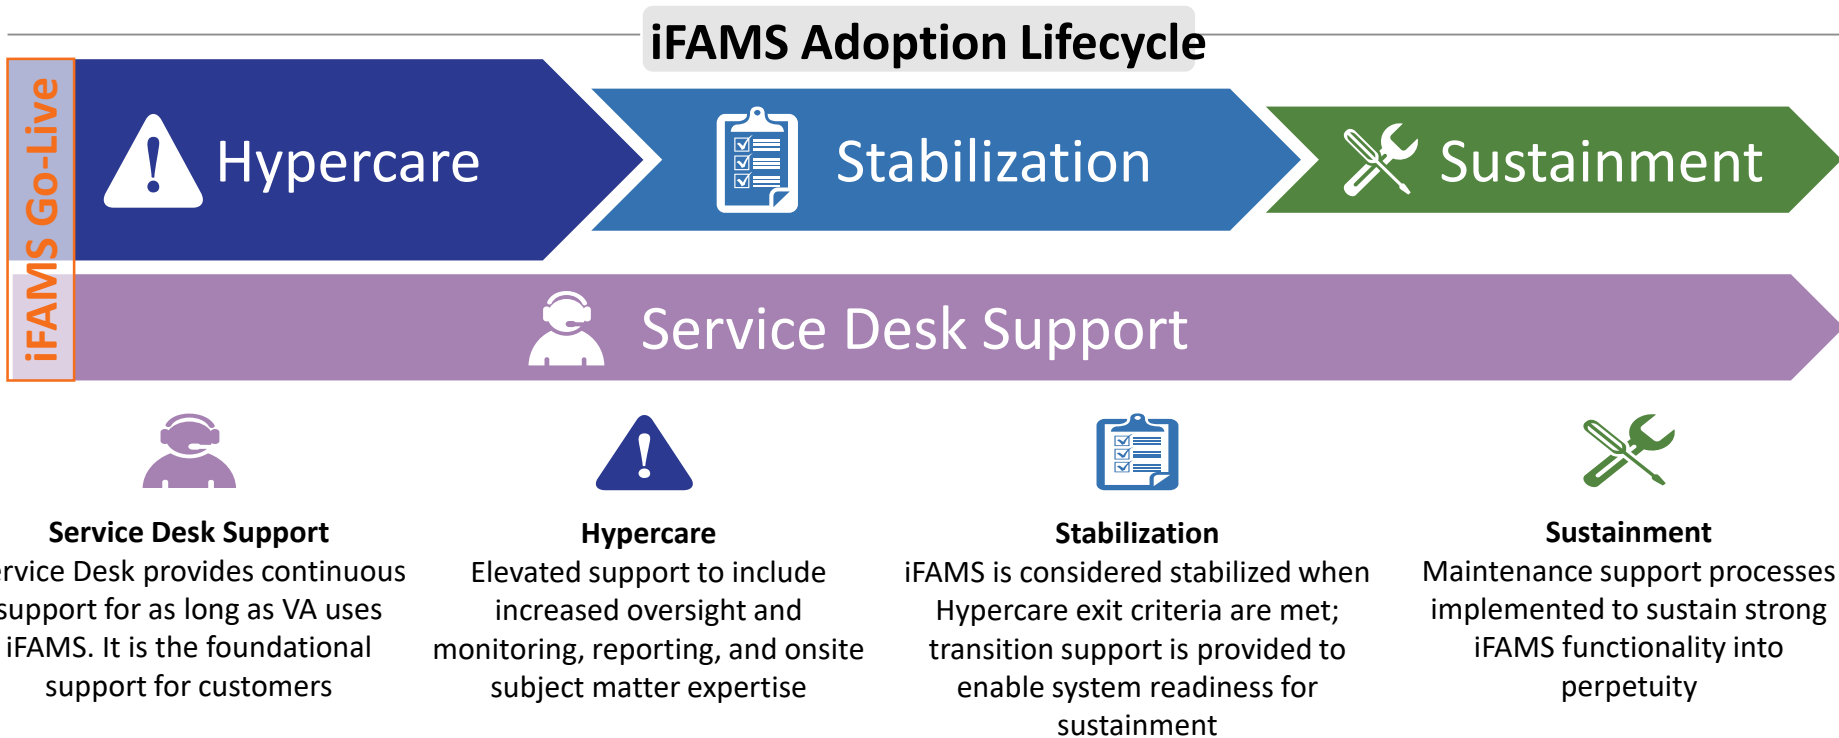 iFAMS Adoption Lifecycle
iFAMS Go-Live
Hypercare
Stabilization
Sustainment
Service Desk Support
Service Desk Support
ervice Desk provides continuous
support for as long as VA uses
iFAMS. It is the foundational
support for customers
Hypercare
Elevated support to include
increased oversight and
monitoring, reporting, and onsite
subject matter expertise
Stabilization
iFAMS is considered stabilized when
Hypercare exit criteria are met;
transition support is provided to
enable system readiness for
sustainment
Sustainment
Maintenance support processes
implemented to sustain strong
iFAMS functionality into
perpetuity